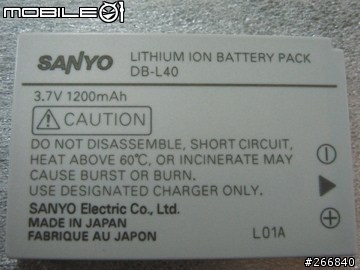 MOBILE01
SANYO LITHIUM ION BATTERY PACK
DB-L40
3.7V 1200mAh
CAUTION
DO NOT DISASSEMBLE, SHORT CIRCUIT,
HEAT ABOVE 60℃, OR INCINERATE MAY
CAUSE BURST OR BURN.
USE DESIGNATED CHARGER ONLY.
SANYO Electric Co., Ltd.
MADE IN JAPAN
FABRIQUE AU JAPON L01A
#266840